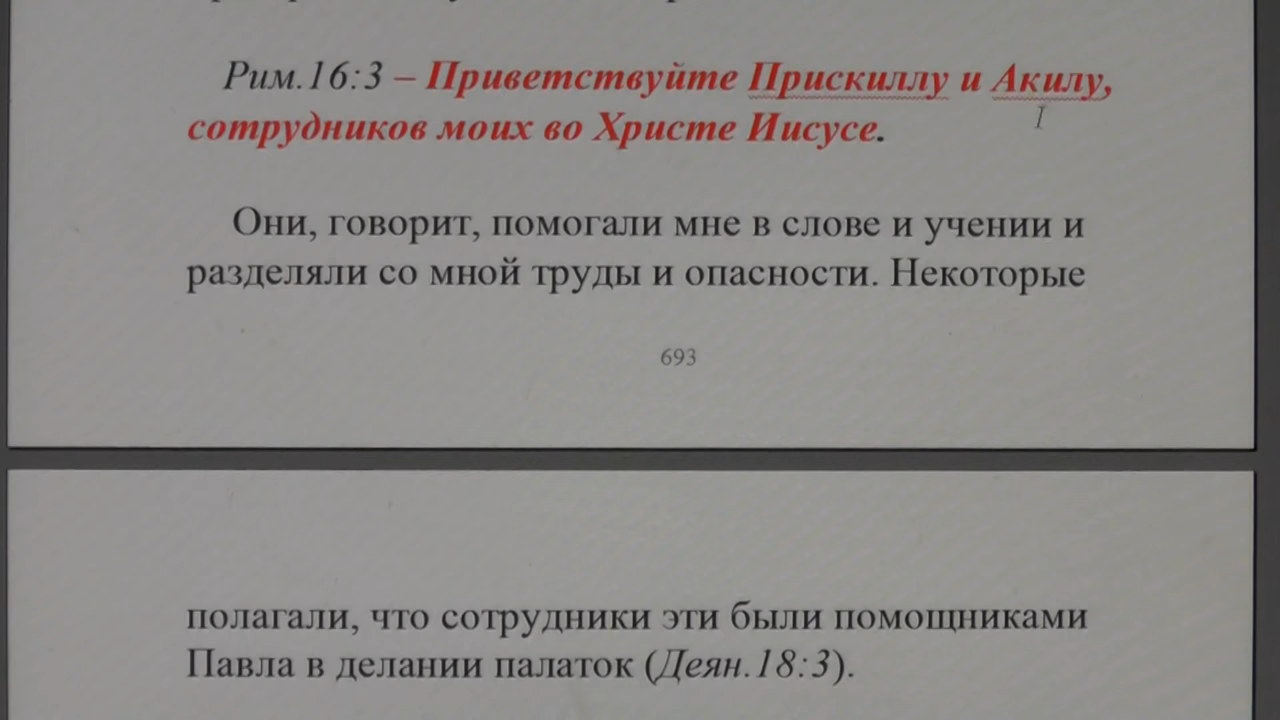 Рим.16:3 – Приветствуйте Прискиллу и Акилу,
сотрудников моих во Христе Иисусе.
Они, говорит, помогали мне в слове и учении и
разделяли со мной труды и опасности. Некоторые
693
полагали, что сотрудники эти были помощниками
Павла в делании палаток (Деян.18:3).